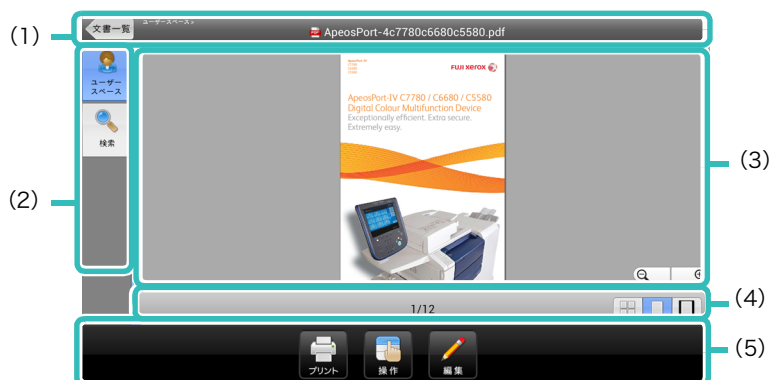 (1)
文書一覧
ユーザースペース>
ApeosPort-4c7780c6680c5580.pdf
ユーザー
スペース
検索
(2)
FUJI XEROX
ApeosPort-IV C7780 / C6680 / C5580
Digital Colour Multifunction Device
Exceptionally efficient. Extra secure.
Extremely easy.
(3)
1/12
(4)
プリント
操作
編集
(5)